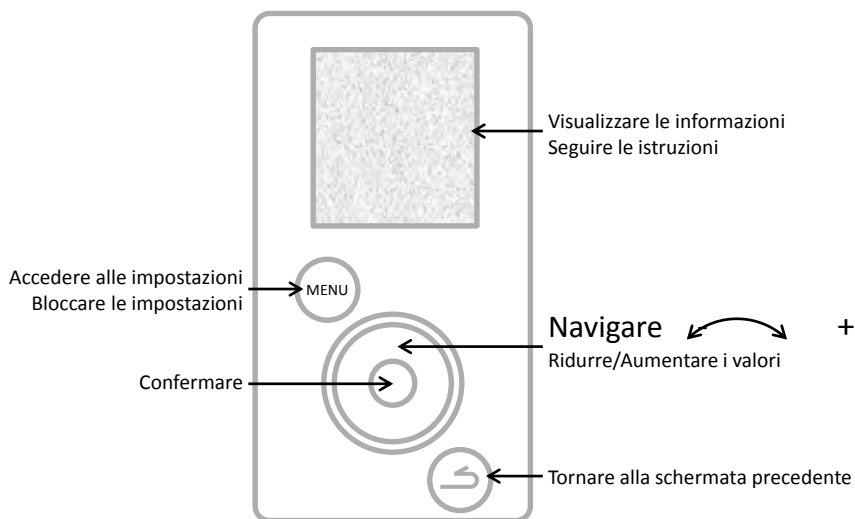 Visualizzare le informazioni
Seguire le istruzioni
Accedere alle impostazioni
Bloccare le impostazioni
MENU
Navigare - +
Ridurre/Aumentare i valori
Confermare
Tornare alla schermata precedente